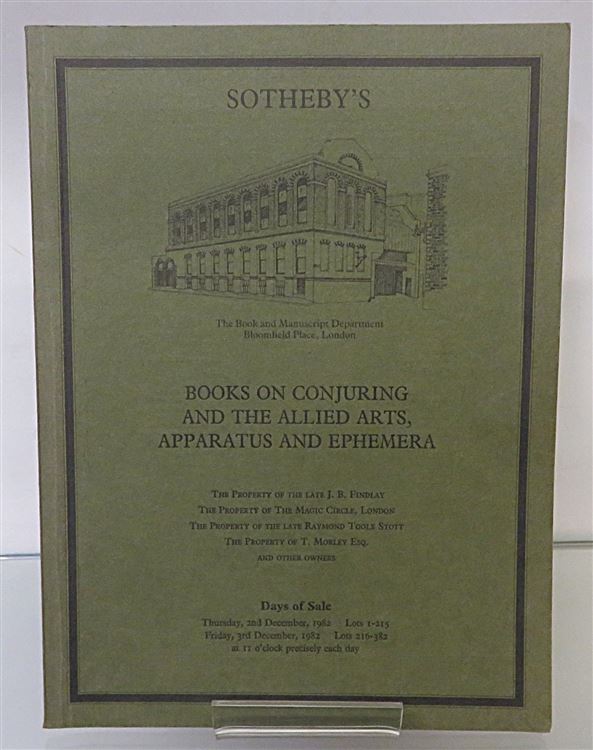 SOTHEBY'S
The Book and Manuscript Department
Bloomfield Place, London
BOOKS ON CONJURING
AND THE ALLIED ARTS,
APPARATUS AND EPHEMERA
The Property of the late J. B. Findlay
The Property of The Magic Circle, London
The Property of the late Raymond Toole Stott
The Property of T. Morley Esq.
and other owners
Days of Sale
Thursday, 2nd December, 1982 Lots 1-215
Friday, 3rd December, 1982 Lots 216-382
at 11 o'clock precisely each day